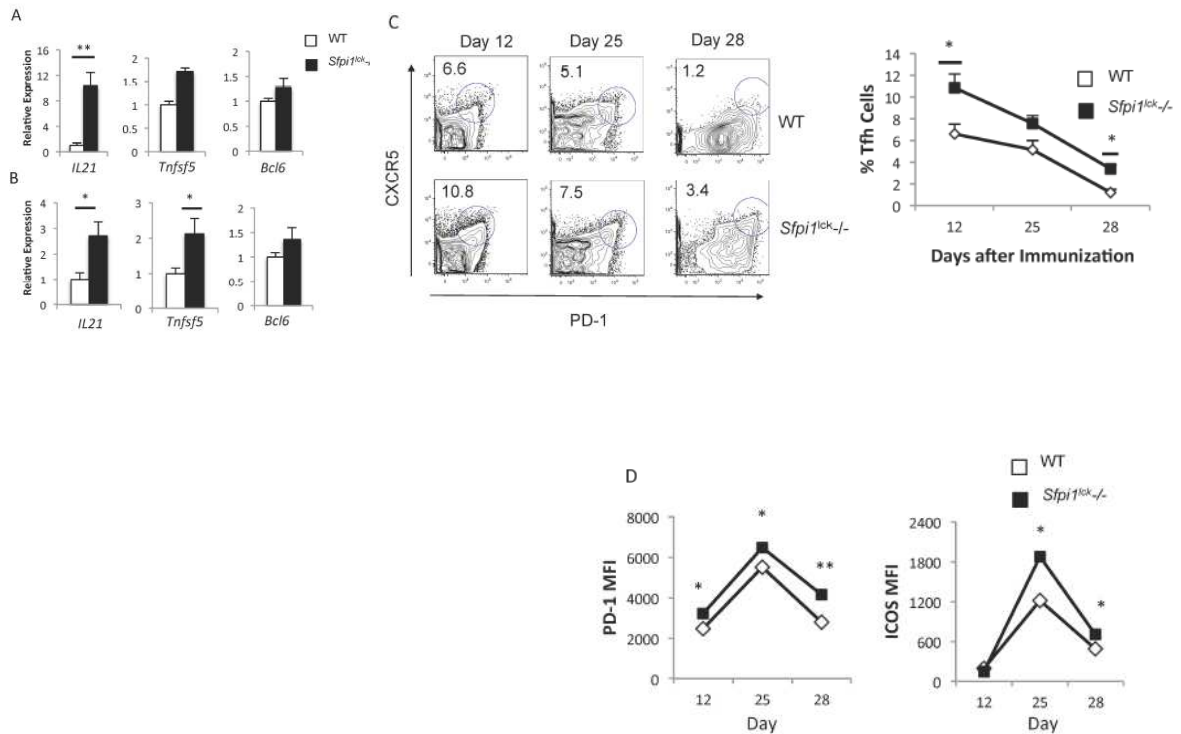 A
WT
Sfpi1lck-/
Relative Expression
16
12
8
4
0
**
IL21
2
1.5
1
0.5
0
Tnfsf5
2
1.5
1
0.5
0
Bcl6
B
Relative Expression
4
3
2
1
0
*
IL21
3
2
1
0
*
Tnfsf5
2
1.5
1
0.5
0
Bcl6
C
Day 12
Day 25
Day 28
6.6
5.1
1.2
WT
10.8
7.5
3.4
Sfpi1lck-/-
CXCR5
PD-1
% Tfh Cells
14
12
10
8
6
4
2
0
*
*
WT
Sfpi1lck-/-
12
25
28
Days after Immunization
D
WT
Sfpi1lck-/-
PD-1 MFI
8000
6000
4000
2000
0
*
*
**
12
25
28
Day
ICOS MFI
2400
1800
1200
600
0
*
*
12
25
28
Day